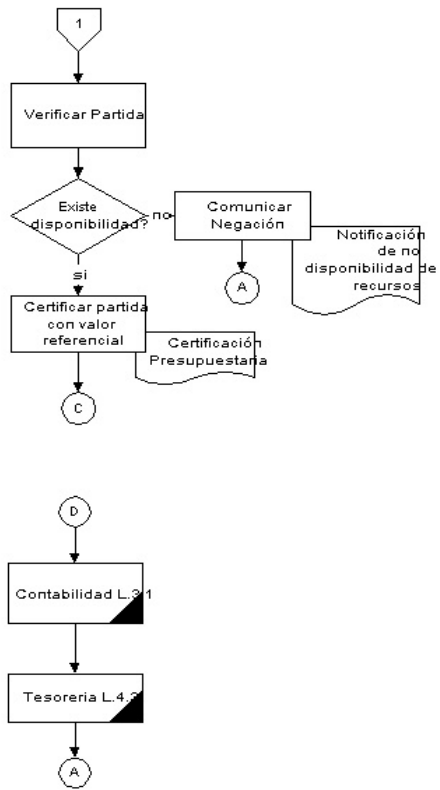 1
Verificar Partida
Existe
disponibilidad?
no
Comunicar
Negación
Notificación
de no
disponibilidad de
recursos
A
si
Certificar partida
con valor
referencial
Certificación
Presupuestaria
C
D
Contabilidad L.3.1
Tesoreria L.4.3
A